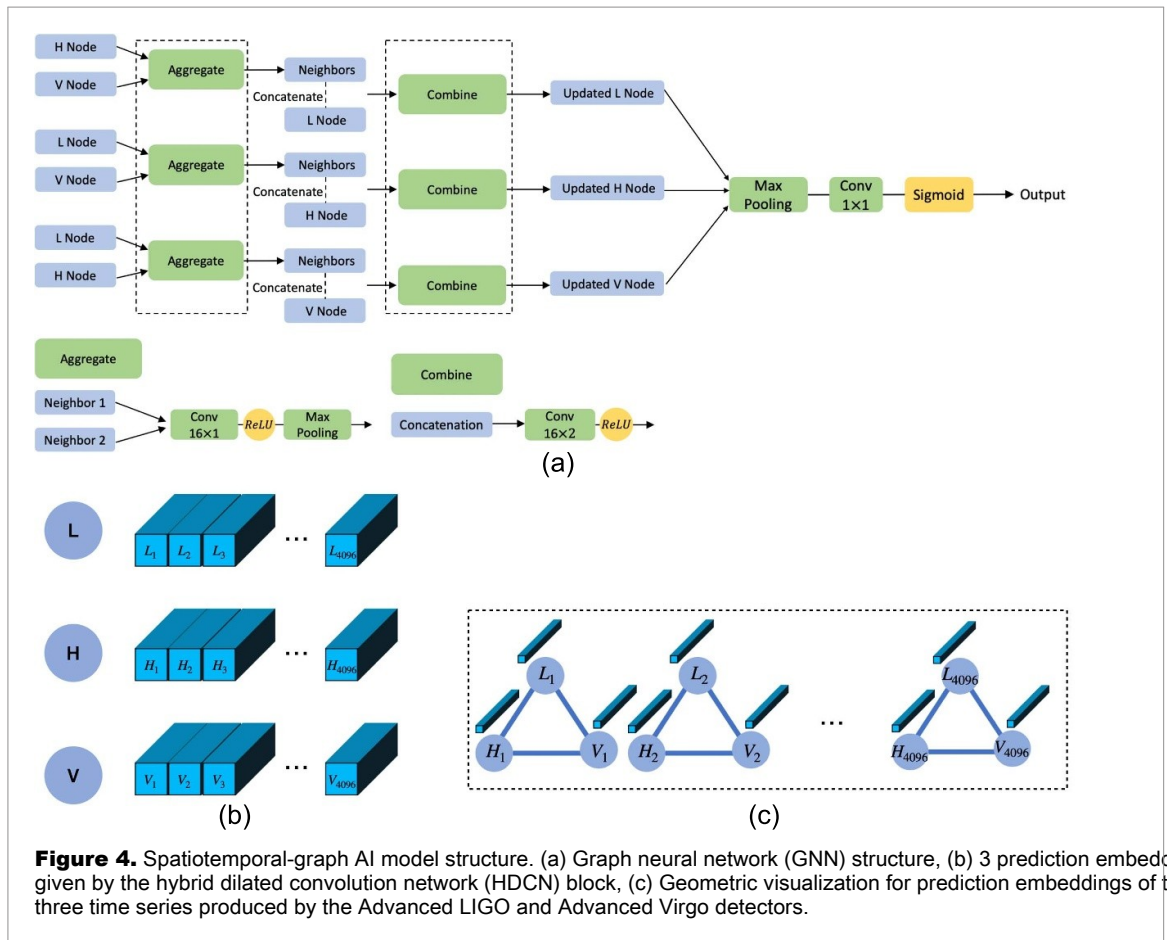 H Node
V Node
Aggregate
Neighbors
Concatenate
L Node
Combine
Updated L Node
L Node
V Node
Aggregate
Neighbors
Concatenate
H Node
Combine
Updated H Node
Max
Pooling
Conv
1×1
Sigmoid
Output
L Node
H Node
Aggregate
Neighbors
Concatenate
V Node
Combine
Updated V Node
Aggregate
Neighbor 1
Neighbor 2
Conv
16×1
ReLU
Max
Pooling
Combine
Concatenation
Conv
16×2
ReLU
(a)
L
L1 L2 L3 ... L4096
H
H1 H2 H3 ... H4096
V
V1 V2 V3 ... V4096
(b)
L1 L2 L4096
...
H1 V1 H2 V2 H4096 V4096
(c)
Figure 4. Spatiotemporal-graph AI model structure. (a) Graph neural network (GNN) structure, (b) 3 prediction
given by the hybrid dilated convolution network (HDCN) block, (c) Geometric visualization for prediction embeddings of
three time series produced by the Advanced LIGO and Advanced Virgo detectors.